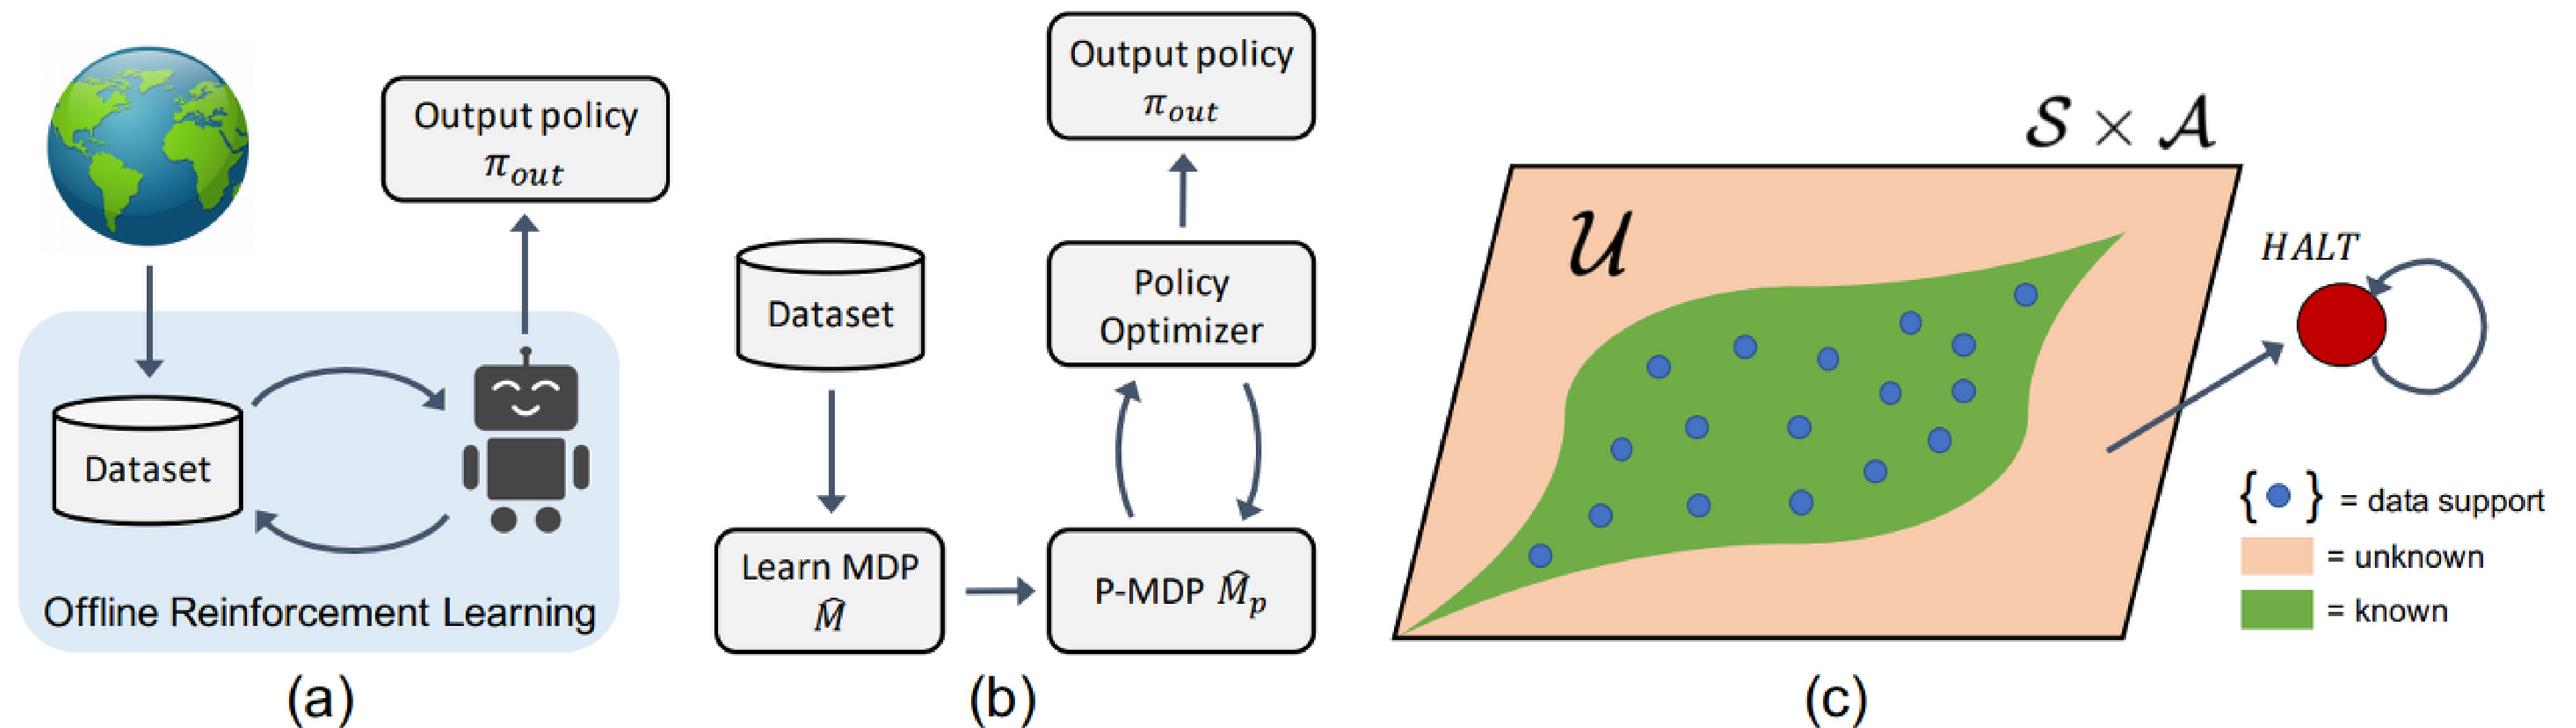 Output policy
π_out
Dataset
Offline Reinforcement Learning
(a)
Output policy
π_out
Policy
Optimizer
Dataset
Learn MDP
M̂
P-MDP M̂_p
(b)
𝒮 × 𝒜
𝒰
HALT
{ } = data support
= unknown
= known
(c)